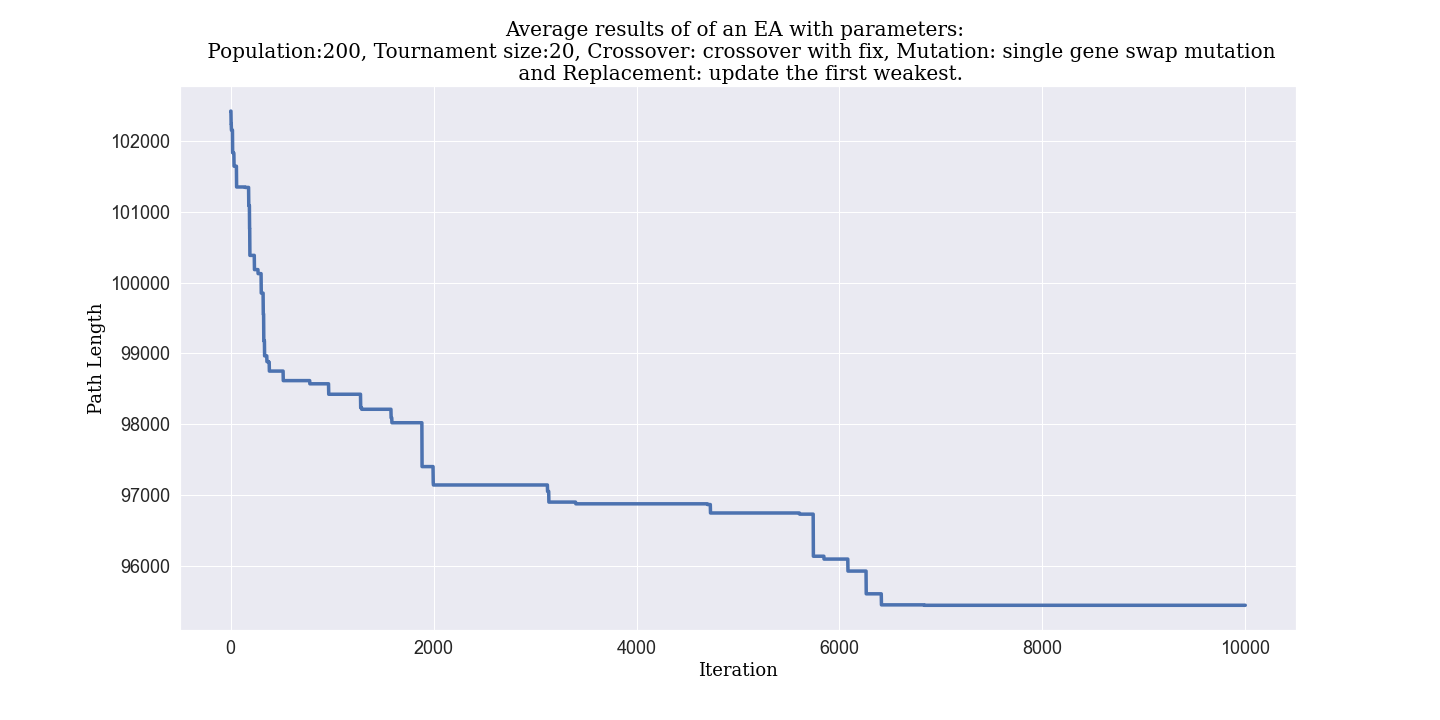 Average results of of an EA with parameters:
Population:200, Tournament size:20, Crossover: crossover with fix, Mutation: single gene swap mutation
and Replacement: update the first weakest.
102000
101000
100000
99000
98000
97000
96000
Path Length
0 2000 4000 6000 8000 10000
Iteration